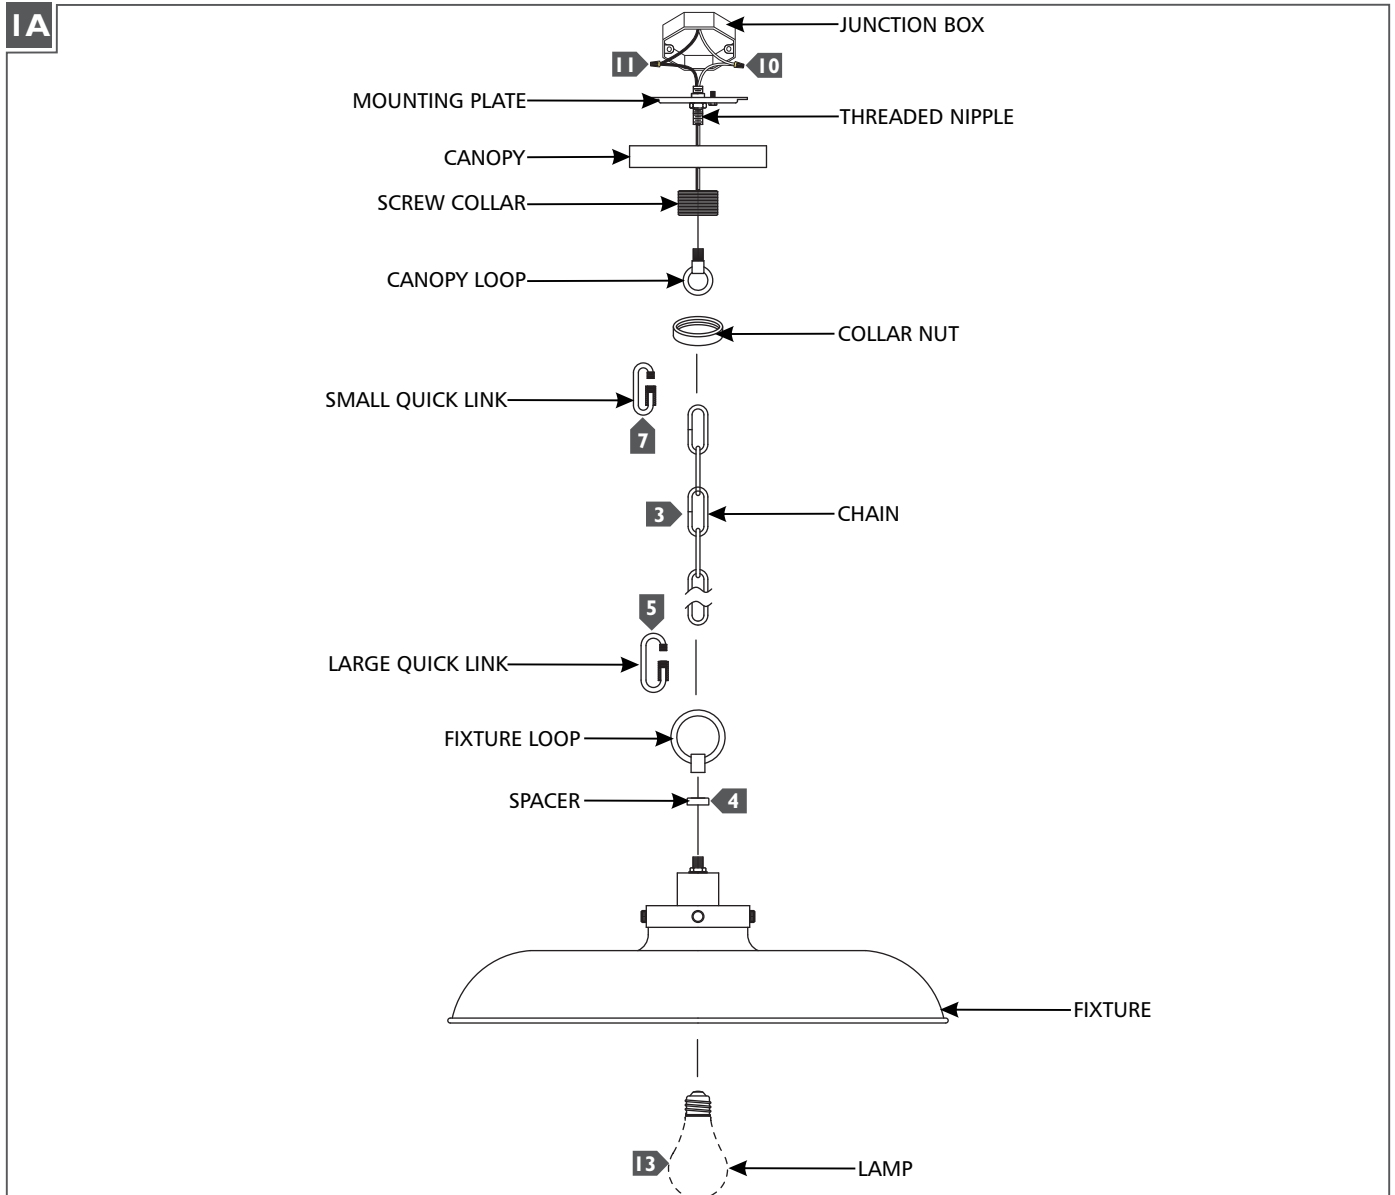 1A
JUNCTION BOX
11
10
MOUNTING PLATE
THREADED NIPPLE
CANOPY
SCREW COLLAR
CANOPY LOOP
COLLAR NUT
SMALL QUICK LINK
7
3
CHAIN
5
LARGE QUICK LINK
FIXTURE LOOP
SPACER
4
FIXTURE
13
LAMP